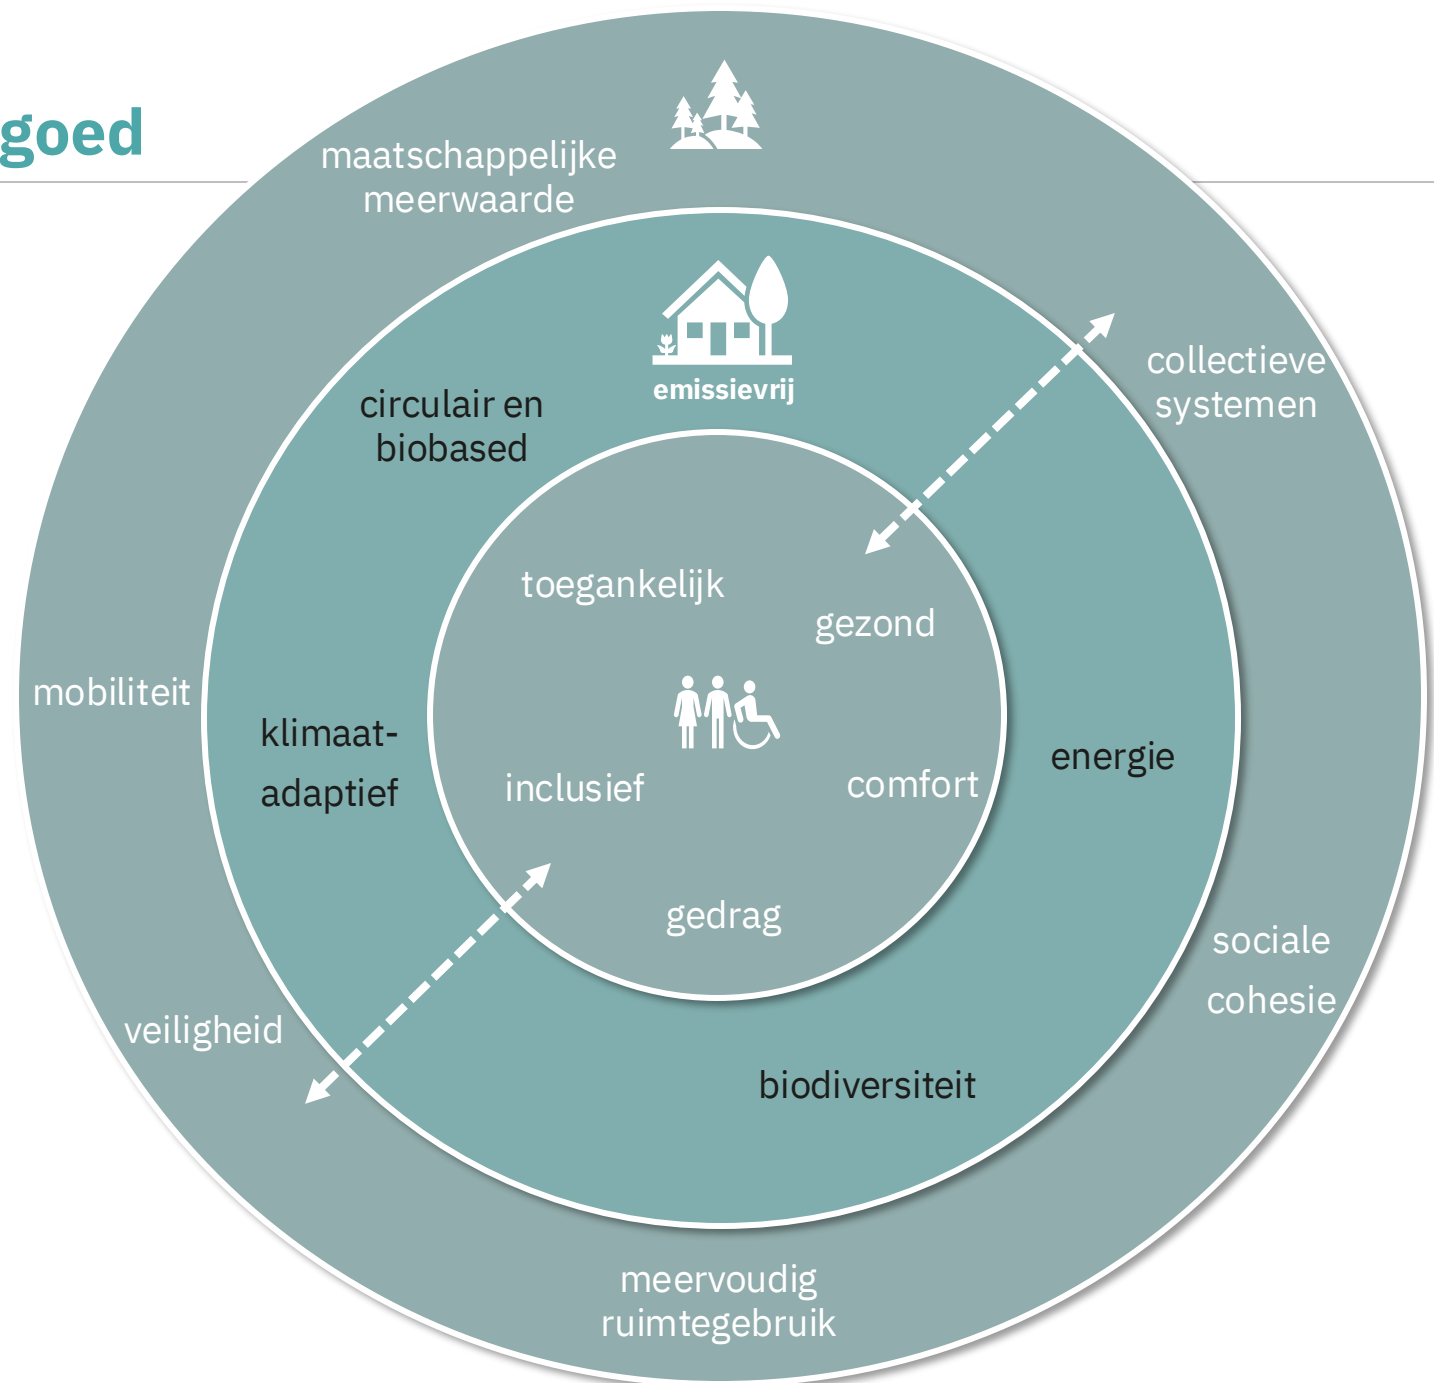 goed
maatschappelijke
meerwaarde
collectieve
systemen
emissievrij
circulair en
biobased
toegankelijk
gezond
mobiliteit
klimaat-
adaptief
energie
inclusief
comfort
gedrag
sociale
cohesie
veiligheid
biodiversiteit
meervoudig
ruimtegebruik